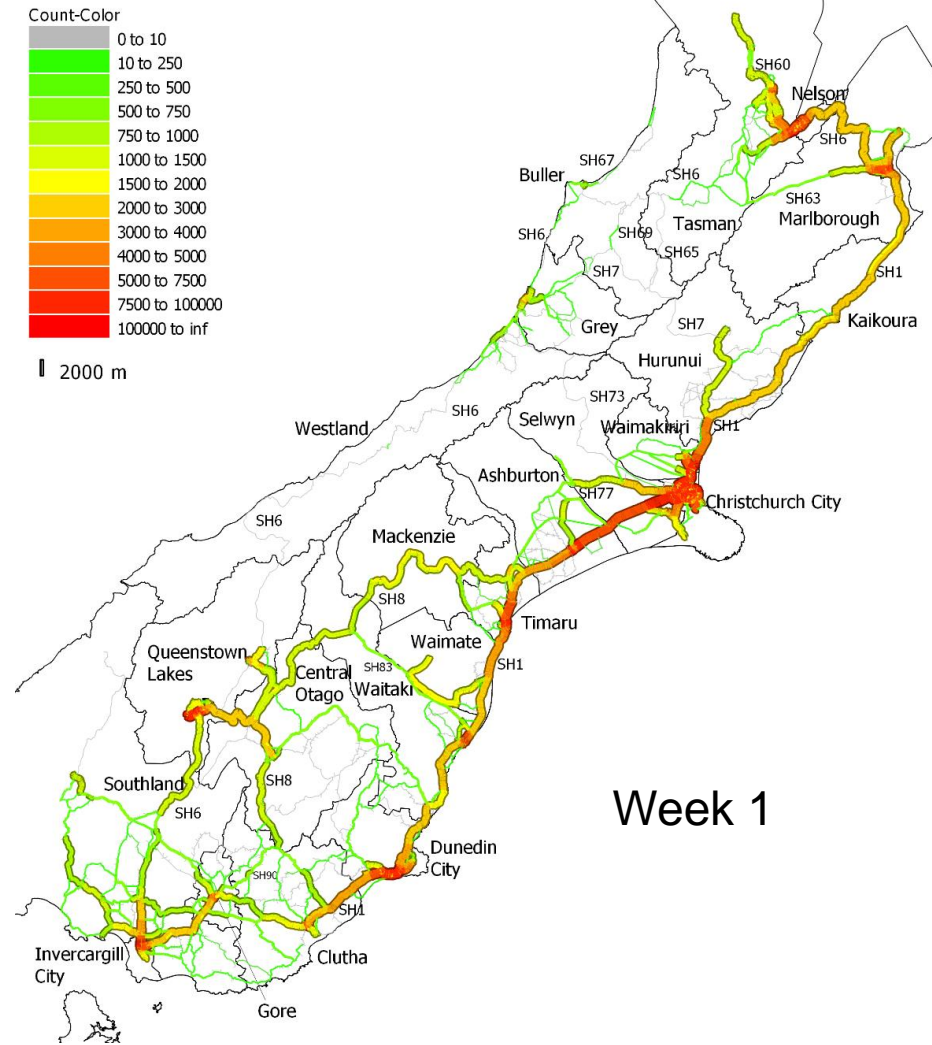 Count-Color
0 to 10
10 to 250
250 to 500
500 to 750
750 to 1000
1000 to 1500
1500 to 2000
2000 to 3000
3000 to 4000
4000 to 5000
5000 to 7500
7500 to 100000
100000 to inf
2000 m
SH60
Nelson
SH6
SH67
Buller
SH6
SH63
Tasman
Marlborough
SH6
SH69
SH65
SH7
SH1
Grey
SH7
Kaikoura
Hurunui
SH73
Westland
SH6
Selwyn
Waimakiriri
SH1
Ashburton
SH77
Christchurch City
SH6
Mackenzie
SH8
Timaru
Waimate
Queenstown
Lakes
SH83
SH1
Central
Otago
Waitaki
Southland
SH8
SH6
Week 1
Dunedin
City
SH90
SH1
Invercargill
City
Clutha
Gore